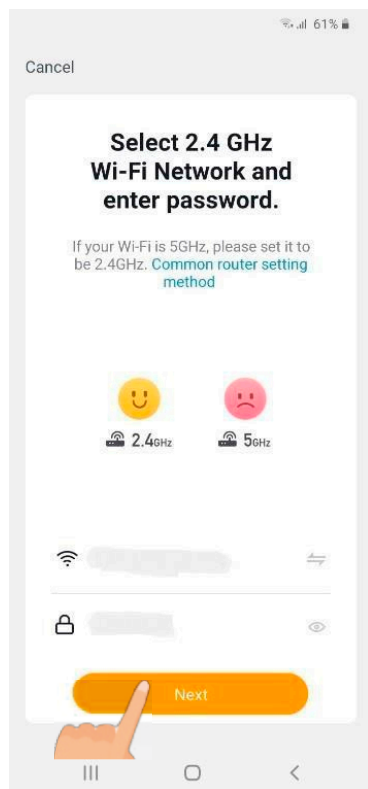 61%
Cancel
Select 2.4 GHz
Wi-Fi Network and
enter password.
If your Wi-Fi is 5GHz, please set it to
be 2.4GHz. Common router setting
method
2.4GHz 5GHz
Next